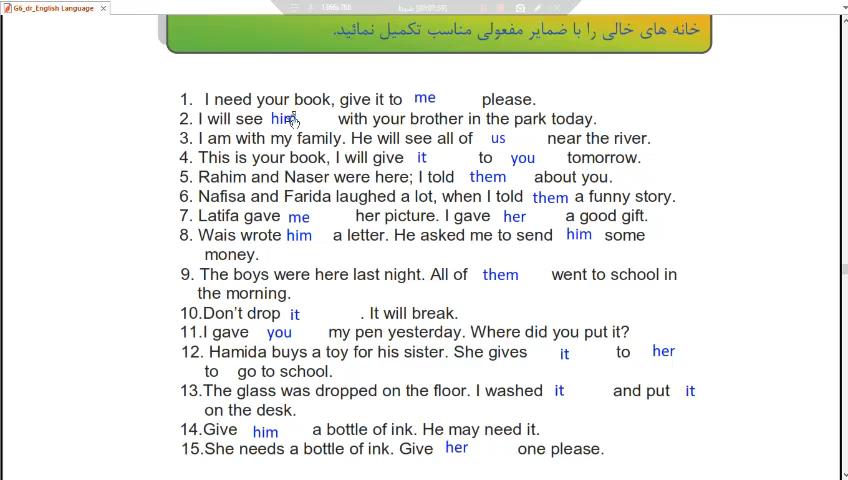 G6_dr_English Language
خانه های خالی را با ضمایر مفعولی مناسب تکمیل نمائید.
1. I need your book, give it to me please.
2. I will see him with your brother in the park today.
3. I am with my family. He will see all of us near the river.
4. This is your book, I will give it to you tomorrow.
5. Rahim and Naser were here; I told them about you.
6. Nafisa and Farida laughed a lot, when I told them a funny story.
7. Latifa gave me her picture. I gave her a good gift.
8. Wais wrote him a letter. He asked me to send him some
money.
9. The boys were here last night. All of them went to school in
the morning.
10.Don't drop it . It will break.
11.I gave you my pen yesterday. Where did you put it?
12. Hamida buys a toy for his sister. She gives it to her
to go to school.
13.The glass was dropped on the floor. I washed it and put it
on the desk.
14.Give him a bottle of ink. He may need it.
15.She needs a bottle of ink. Give her one please.